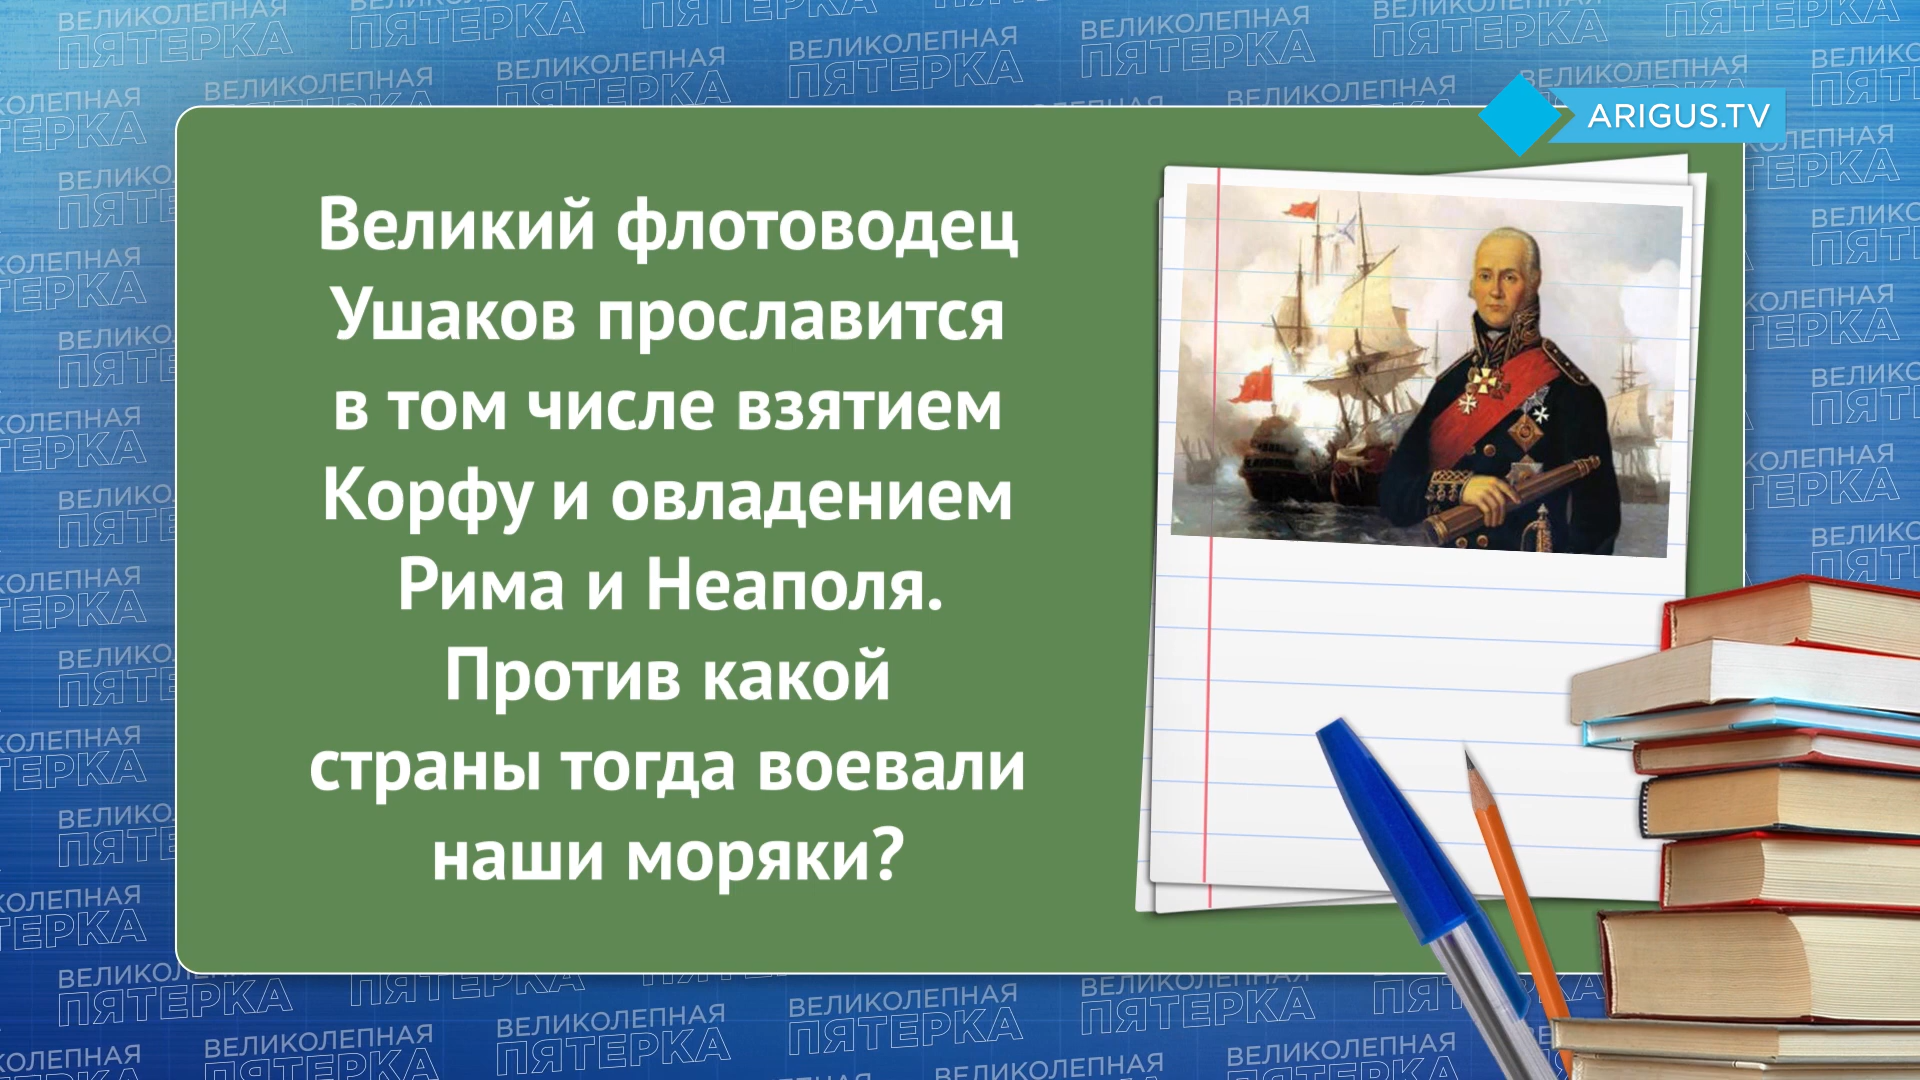 ВЕЛИКОЛЕПНАЯ
ПЯТЕРКА
ARIGUS.TV
Великий флотоводец
Ушаков прославится
в том числе взятием
Корфу и овладением
Рима и Неаполя.
Против какой
страны тогда воевали
наши моряки?